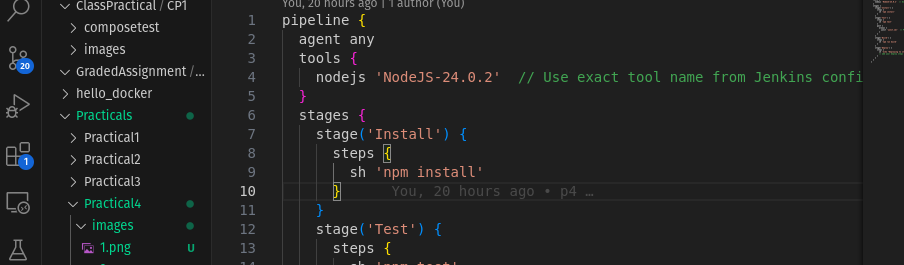 ClassPractical / CP1
composetest
images
GradedAssignment /...
hello_docker
Practicals
Practical1
Practical2
Practical3
Practical4
images
1.png U
20
1
You, 20 hours ago | 1 author (You)
1 pipeline {
2 agent any
3 tools {
4 nodejs 'NodeJS-24.0.2' // Use exact tool name from Jenkins confi
5 }
6 stages {
7 stage('Install') {
8 steps {
9 sh 'npm install'
10 } You, 20 hours ago • p4 …
11 }
12 stage('Test') {
13 steps {
14 sh 'npm test'